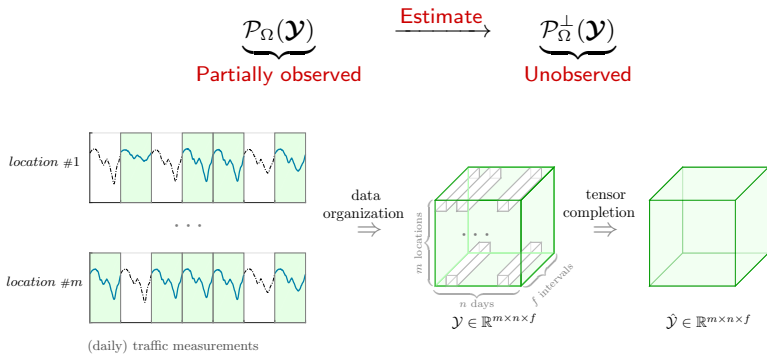 𝒫_Ω(𝓨) Estimate 𝒫_Ω^⊥(𝓨)
Partially observed Unobserved
location #1
data
organization
⇒
tensor
completion
⇒
· · ·
· · ·
m locations
location #m
n days
f intervals
𝒴 ∈ ℝ^{m×n×f}
𝒴̂ ∈ ℝ^{m×n×f}
(daily) traffic measurements